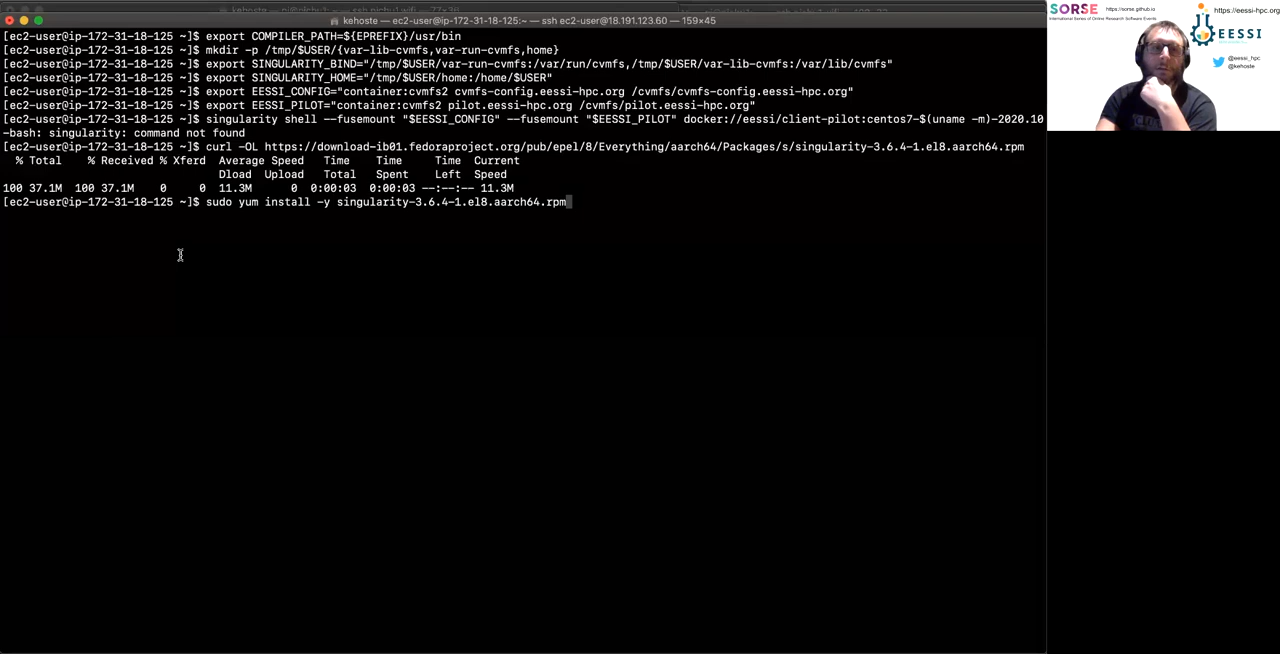 kehoste — ec2-user@ip-172-31-18-125:~ — ssh ec2-user@18.191.123.60 — 159×45
[ec2-user@ip-172-31-18-125 ~]$ export COMPILER_PATH=${EPREFIX}/usr/bin
[ec2-user@ip-172-31-18-125 ~]$ mkdir -p /tmp/$USER/{var-lib-cvmfs,var-run-cvmfs,home}
[ec2-user@ip-172-31-18-125 ~]$ export SINGULARITY_BIND="/tmp/$USER/var-run-cvmfs:/var/run/cvmfs,/tmp/$USER/var-lib-cvmfs:/var/lib/cvmfs"
[ec2-user@ip-172-31-18-125 ~]$ export SINGULARITY_HOME="/tmp/$USER/home:/home/$USER"
[ec2-user@ip-172-31-18-125 ~]$ export EESSI_CONFIG="container:cvmfs2 cvmfs-config.eessi-hpc.org /cvmfs/cvmfs-config.eessi-hpc.org"
[ec2-user@ip-172-31-18-125 ~]$ export EESSI_PILOT="container:cvmfs2 pilot.eessi-hpc.org /cvmfs/pilot.eessi-hpc.org"
[ec2-user@ip-172-31-18-125 ~]$ singularity shell --fusemount "$EESSI_CONFIG" --fusemount "$EESSI_PILOT" docker://eessi/client-pilot:centos7-$(uname -m)-2020.10
-bash: singularity: command not found
[ec2-user@ip-172-31-18-125 ~]$ curl -OL https://download-ib01.fedoraproject.org/pub/epel/8/Everything/aarch64/Packages/s/singularity-3.6.4-1.el8.aarch64.rpm
% Total % Received % Xferd Average Speed Time Time Time Current
Dload Upload Total Spent Left Speed
100 37.1M 100 37.1M 0 0 11.3M 0 0:00:03 0:00:03 --:--:-- 11.3M
[ec2-user@ip-172-31-18-125 ~]$ sudo yum install -y singularity-3.6.4-1.el8.aarch64.rpm
SORSE
https://sorse.github.io
International Series of Online Research Software Events
https://eessi-hpc.org
EESSI
@eessi_hpc
@kehoste